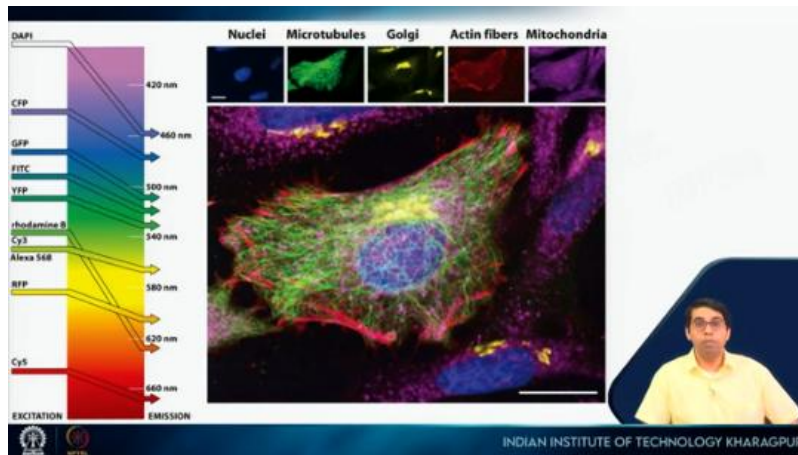 Nuclei Microtubules Golgi Actin fibers Mitochondria
DAPI
CFP
GFP
FITC
YFP
rhodamine B
Cy3
Alexa 568
RFP
Cy5
420 nm
460 nm
500 nm
540 nm
580 nm
620 nm
660 nm
EXCITATION EMISSION
NPTEL
INDIAN INSTITUTE OF TECHNOLOGY KHARAGPUR